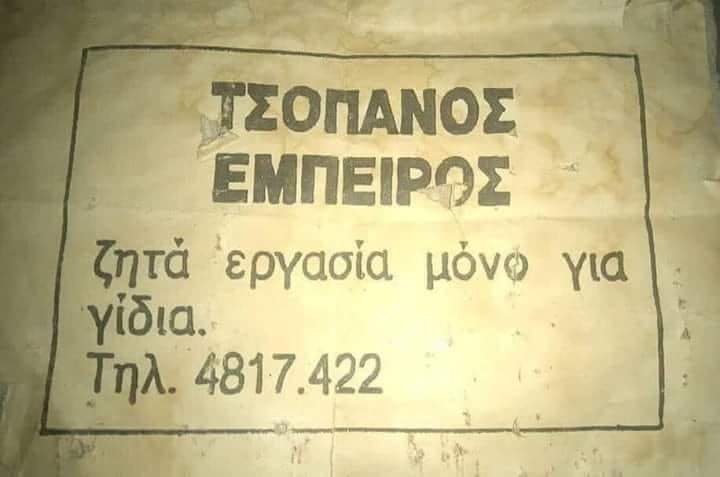 ΤΣΟΠΑΝΟΣ
ΕΜΠΕΙΡΟΣ
ζητά εργασία μόνο για
γίδια.
Τηλ. 4817.422